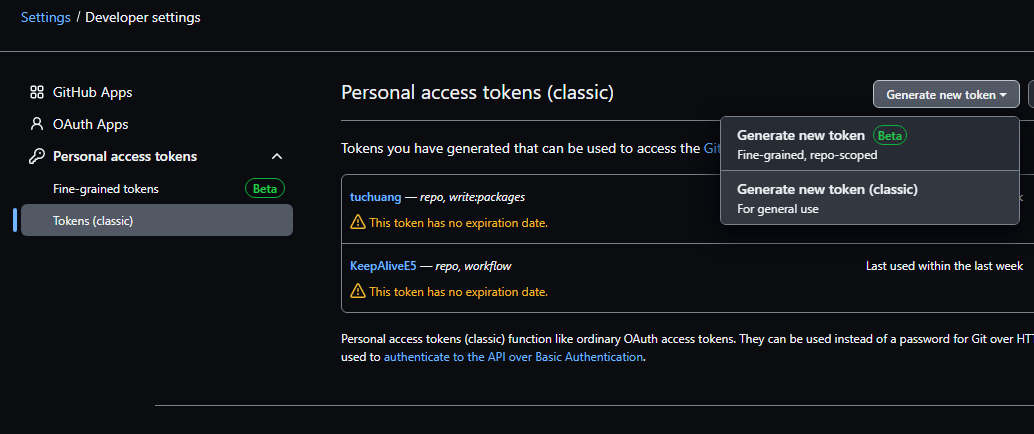 Settings / Developer settings
GitHub Apps
OAuth Apps
Personal access tokens
Fine-grained tokens Beta
Tokens (classic)
Personal access tokens (classic)
Generate new token
Generate new token Beta
Fine-grained, repo-scoped
Generate new token (classic)
For general use
Tokens you have generated that can be used to access the
tuchuang — repo, write:packages
This token has no expiration date.
KeepAliveE5 — repo, workflow
Last used within the last week
This token has no expiration date.
Personal access tokens (classic) function like ordinary OAuth access tokens. They can be used instead of a password for Git over
used to authenticate to the API over Basic Authentication.